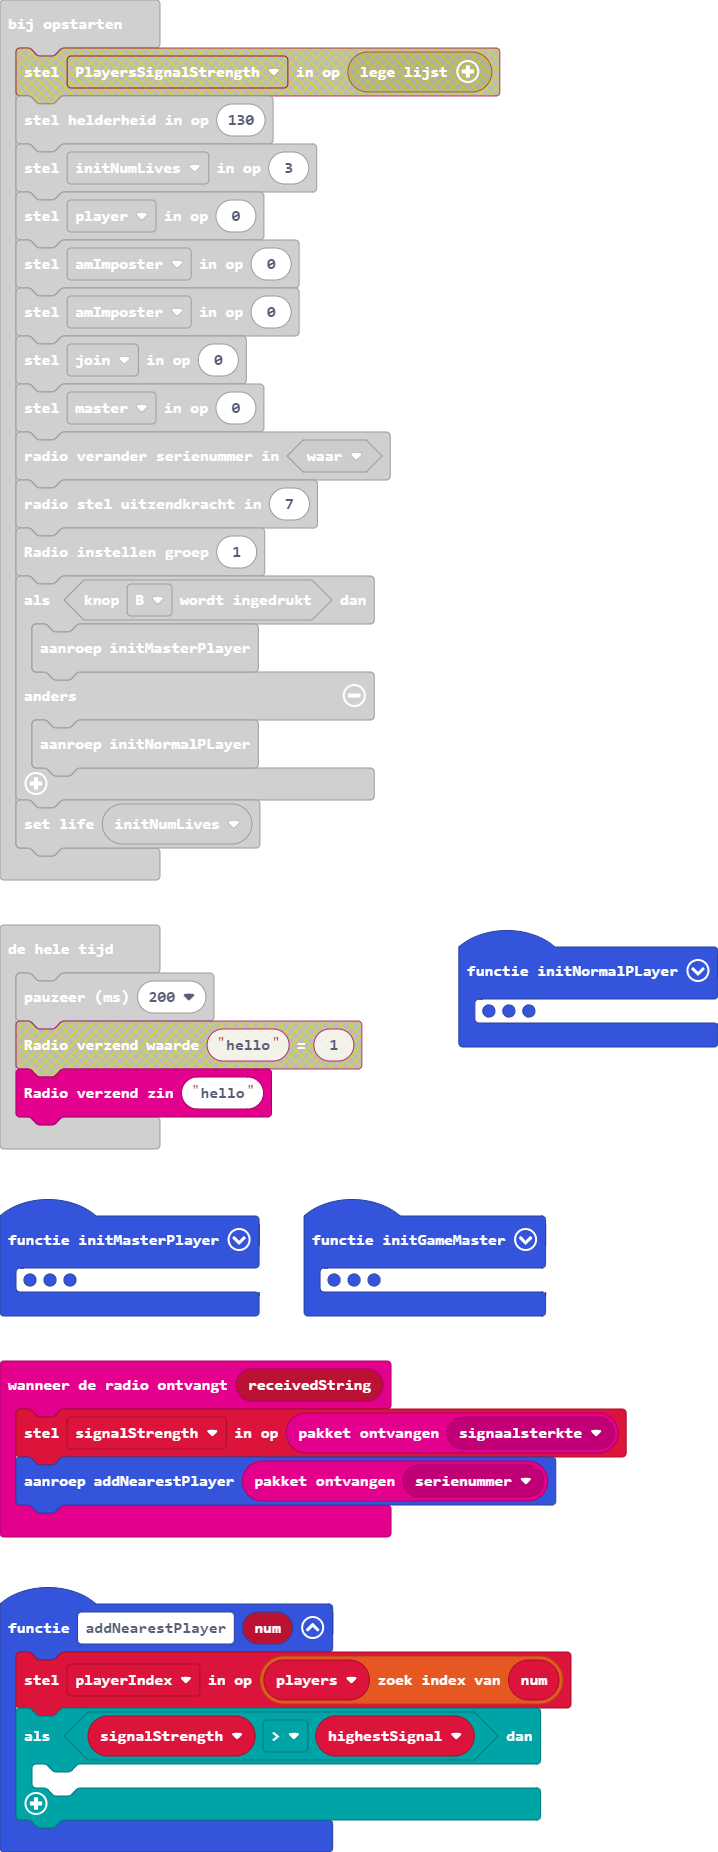 bij opstarten
stel PlayersSignalStrength in op lege lijst
stel helderheid in op 130
stel initNumLives in op 3
stel player in op 0
stel amImposter in op 0
stel amImposter in op 0
stel join in op 0
stel master in op 0
radio verander serienummer in waar
radio stel uitzendkracht in 7
Radio instellen groep 1
als knop B wordt ingedrukt dan
aanroep initMasterPlayer
anders
aanroep initNormalPLayer
set life initNumLives
de hele tijd
pauzeer (ms) 200
Radio verzend waarde "hello" = 1
Radio verzend zin "hello"
functie initNormalPLayer
functie initMasterPlayer
functie initGameMaster
wanneer de radio ontvangt receivedString
stel signalStrength in op pakket ontvangen signaalsterkte
aanroep addNearestPlayer pakket ontvangen serienummer
functie addNearestPlayer num
stel playerIndex in op players zoek index van num
als signalStrength > highestSignal dan